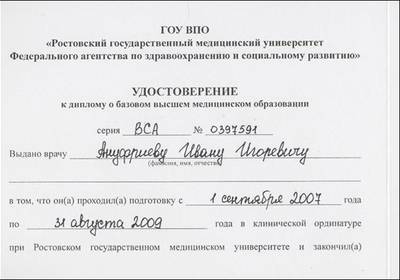 ГОУ ВПО
«Ростовский государственный медицинский университет
Федерального агентства по здравоохранению и социальному развитию»
УДОСТОВЕРЕНИЕ
к диплому о базовом высшем медицинском образовании
серия ВСА № 0397591
Выдано врачу Ануфриеву Ивану Игоревичу
(фамилия, имя, отчество)
в том, что он(а) проходил(а) подготовку с 1 сентября 2007 года
по 31 августа 2009 года в клинической ординатуре
при Ростовском государственном медицинском университете и закончил(а)